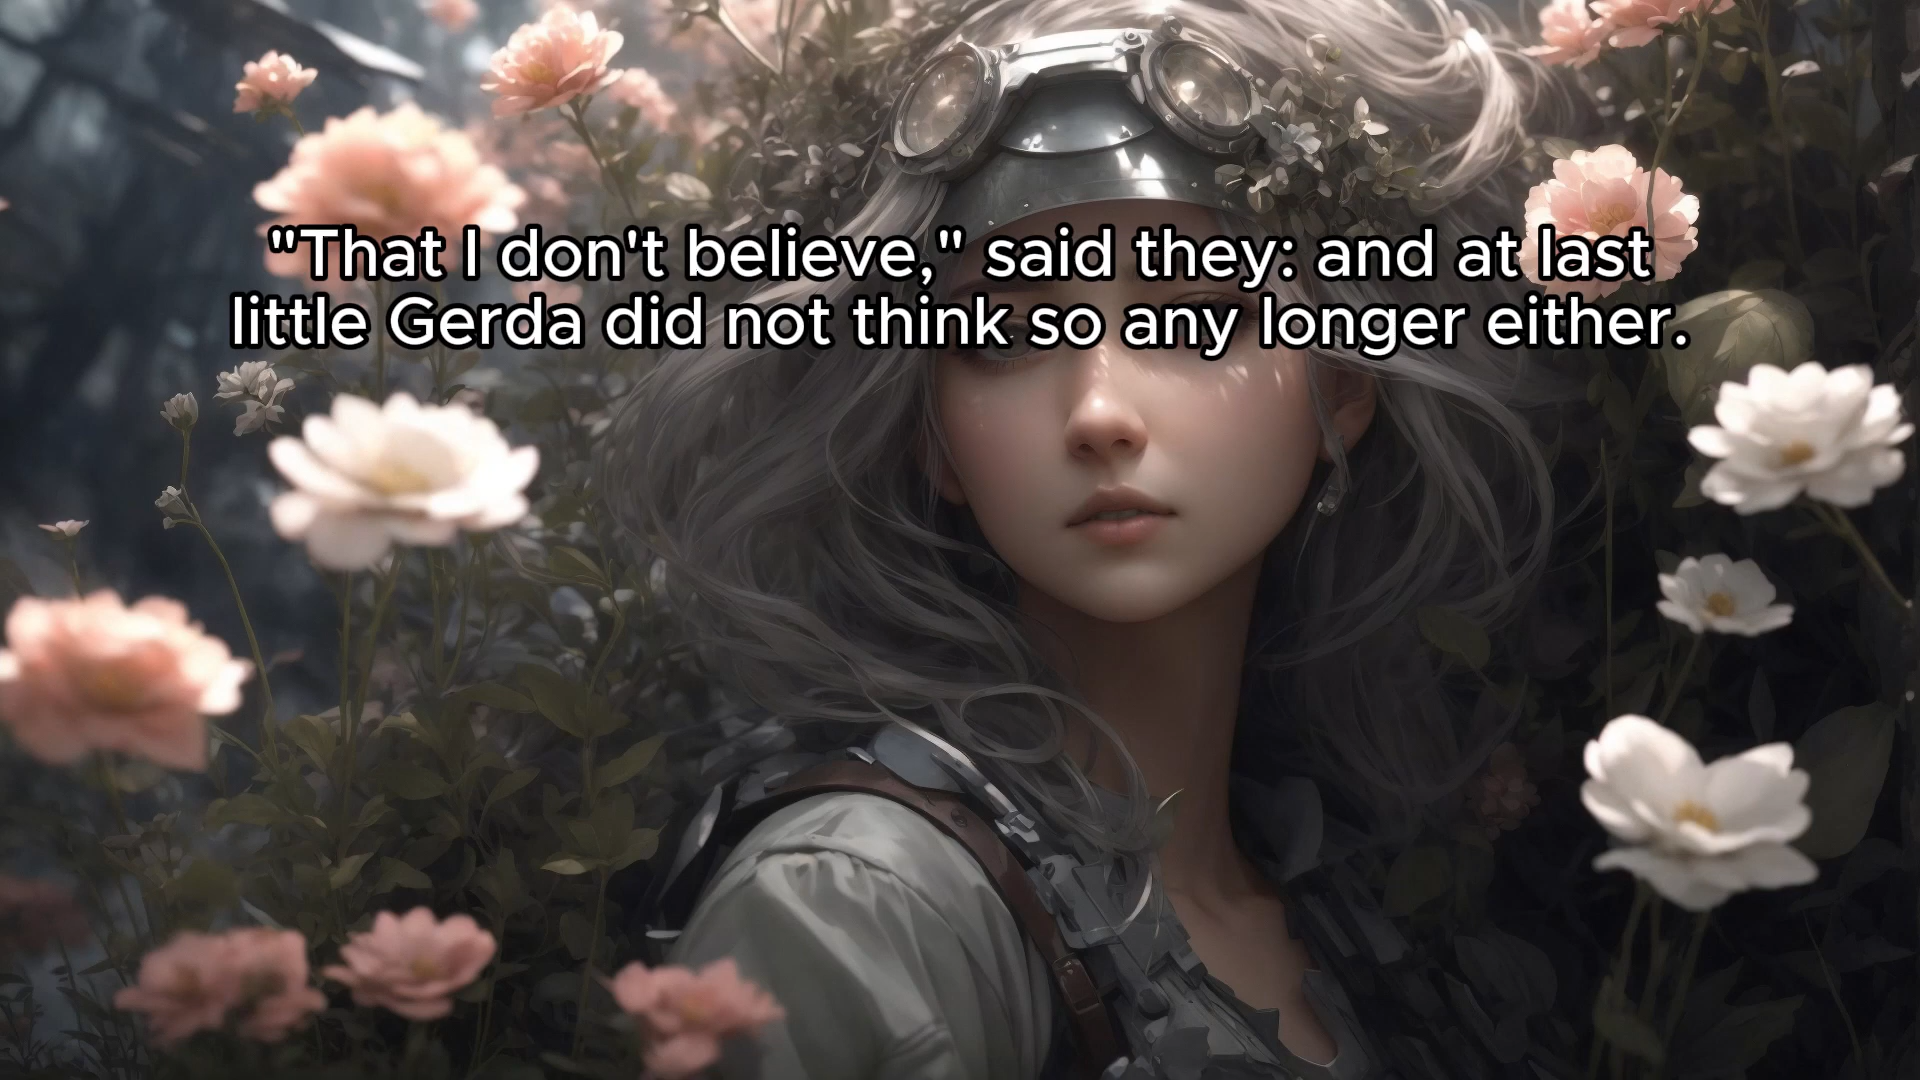 "That I don't believe," said they: and at last
little Gerda did not think so any longer either.